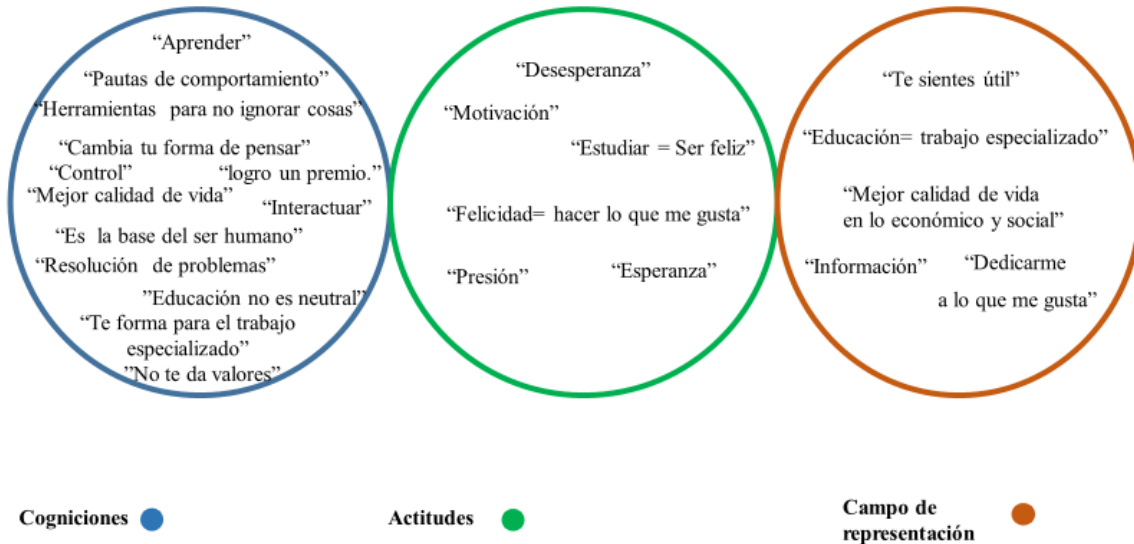 “Aprender”
“Pautas de comportamiento”
“Herramientas para no ignorar cosas”
“Cambia tu forma de pensar”
“Control” “logro un premio.”
“Mejor calidad de vida”
“Interactuar”
“Es la base del ser humano”
“Resolución de problemas”
”Educación no es neutral”
“Te forma para el trabajo
especializado”
“No te da valores”
“Desesperanza”
“Motivación”
“Estudiar = Ser feliz”
“Felicidad= hacer lo que me gusta”
“Presión” “Esperanza”
“Te sientes útil”
“Educación= trabajo especializado”
“Mejor calidad de vida
en lo económico y social”
“Información” “Dedicarme
a lo que me gusta”
Cogniciones
Actitudes
Campo de
representación